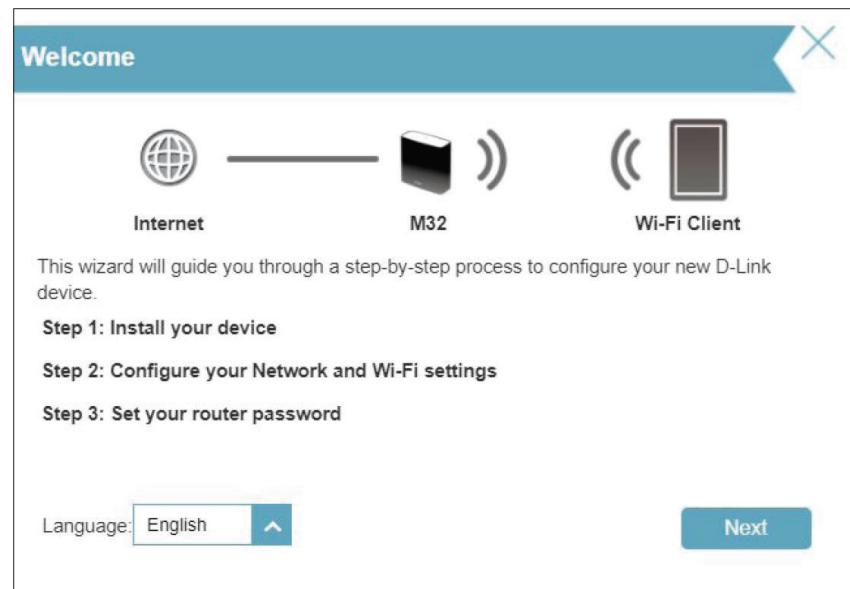 Welcome
Internet
M32
Wi-Fi Client
This wizard will guide you through a step-by-step process to configure your new D-Link
device.
Step 1: Install your device
Step 2: Configure your Network and Wi-Fi settings
Step 3: Set your router password
Language: English
Next